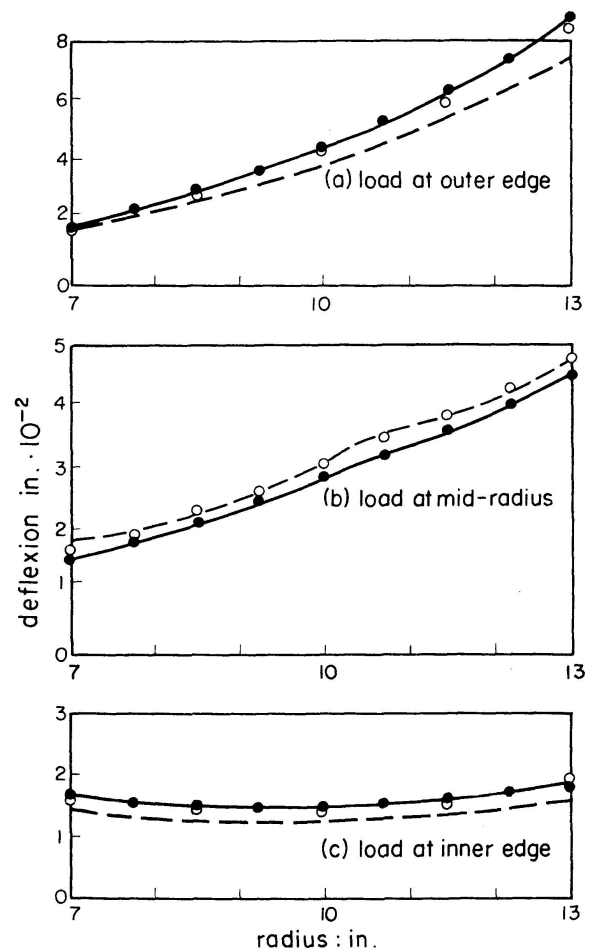 8
6
4
2
0
(a) load at outer edge
7 10 13
5
4
3
2
1
0
(b) load at mid-radius
7 10 13
deflexion in. · 10⁻²
3
2
1
0
(c) load at inner edge
7 10 13
radius : in.